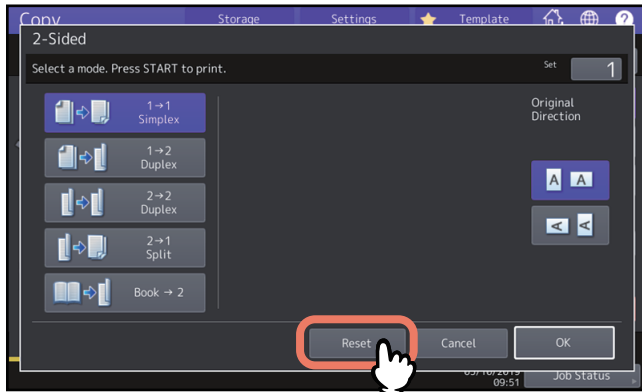 Copy
Storage
Settings
Template
?
2-Sided
Select a mode. Press START to print.
Set
1
1→1
Simplex
Original
Direction
1→2
Duplex
A A
2→2
Duplex
A A
2→1
Split
Book → 2
Reset
Cancel
OK
09:51
Job Status